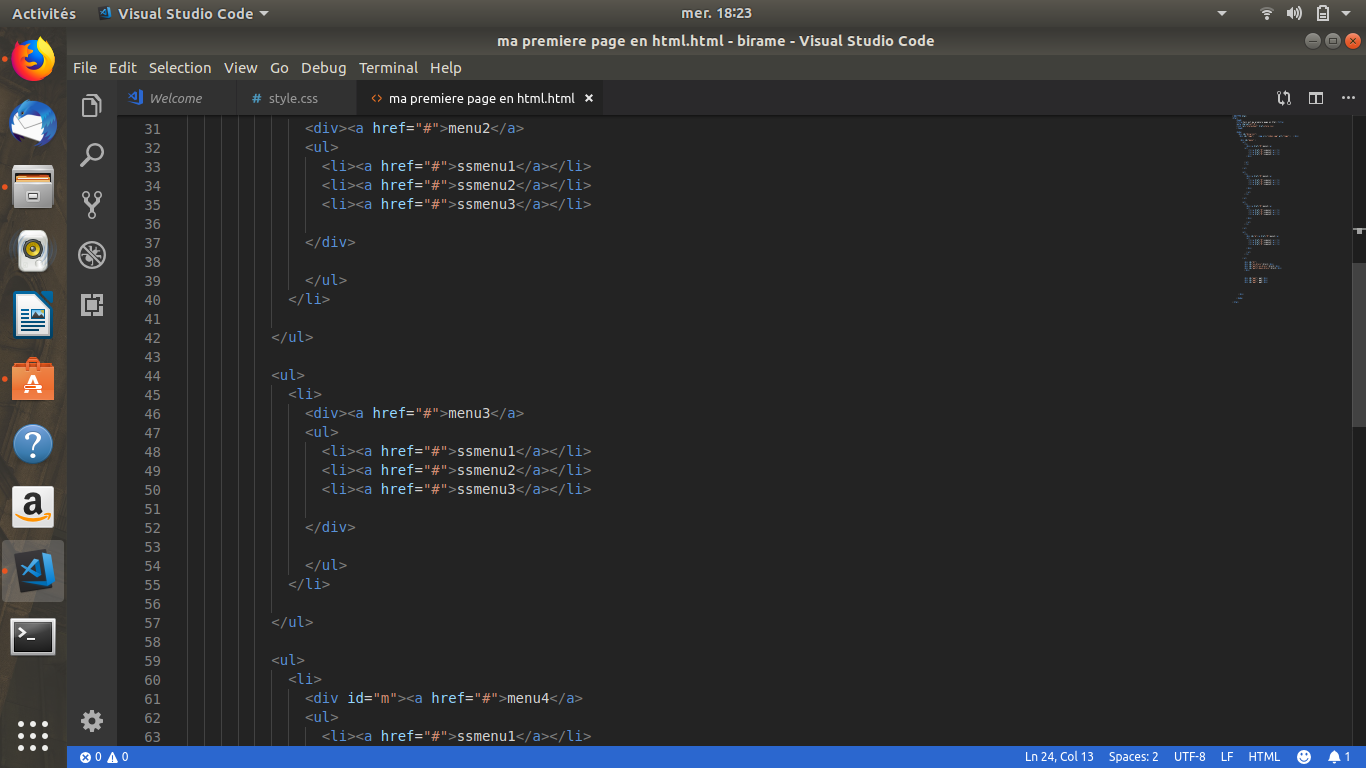 Activités Visual Studio Code mer. 18:23
ma premiere page en html.html - birame - Visual Studio Code
File Edit Selection View Go Debug Terminal Help
Welcome # style.css <> ma premiere page en html.html ×
31 <div><a href="#">menu2</a>
32 <ul>
33 <li><a href="#">ssmenu1</a></li>
34 <li><a href="#">ssmenu2</a></li>
35 <li><a href="#">ssmenu3</a></li>
36
37 </div>
38
39 </ul>
40 </li>
41
42 </ul>
43
44 <ul>
45 <li>
46 <div><a href="#">menu3</a>
47 <ul>
48 <li><a href="#">ssmenu1</a></li>
49 <li><a href="#">ssmenu2</a></li>
50 <li><a href="#">ssmenu3</a></li>
51
52 </div>
53
54 </ul>
55 </li>
56
57 </ul>
58
59 <ul>
60 <li>
61 <div id="m"><a href="#">menu4</a>
62 <ul>
63 <li><a href="#">ssmenu1</a></li>
0 0 Ln 24, Col 13 Spaces: 2 UTF-8 LF HTML 1